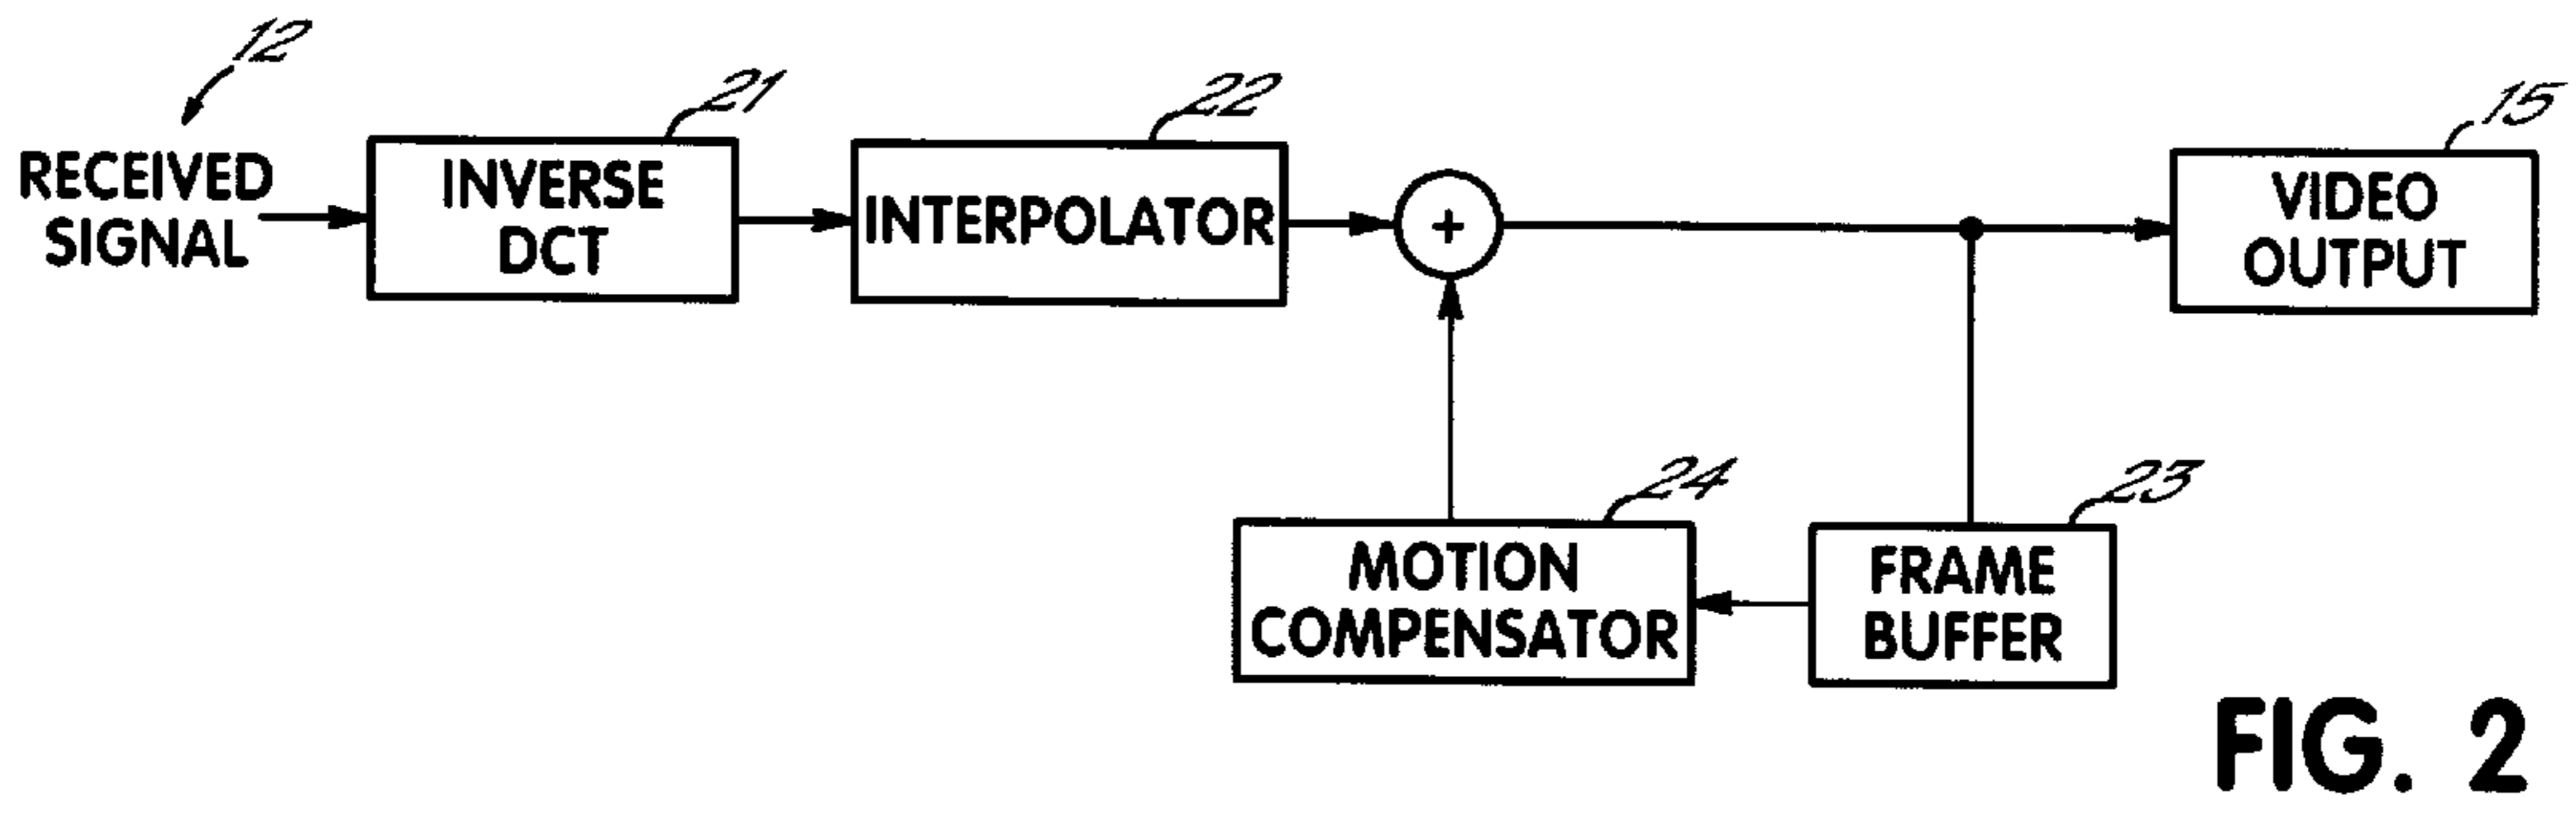 12
RECEIVED
SIGNAL
21
INVERSE
DCT
22
INTERPOLATOR
+
15
VIDEO
OUTPUT
24
MOTION
COMPENSATOR
23
FRAME
BUFFER
FIG. 2